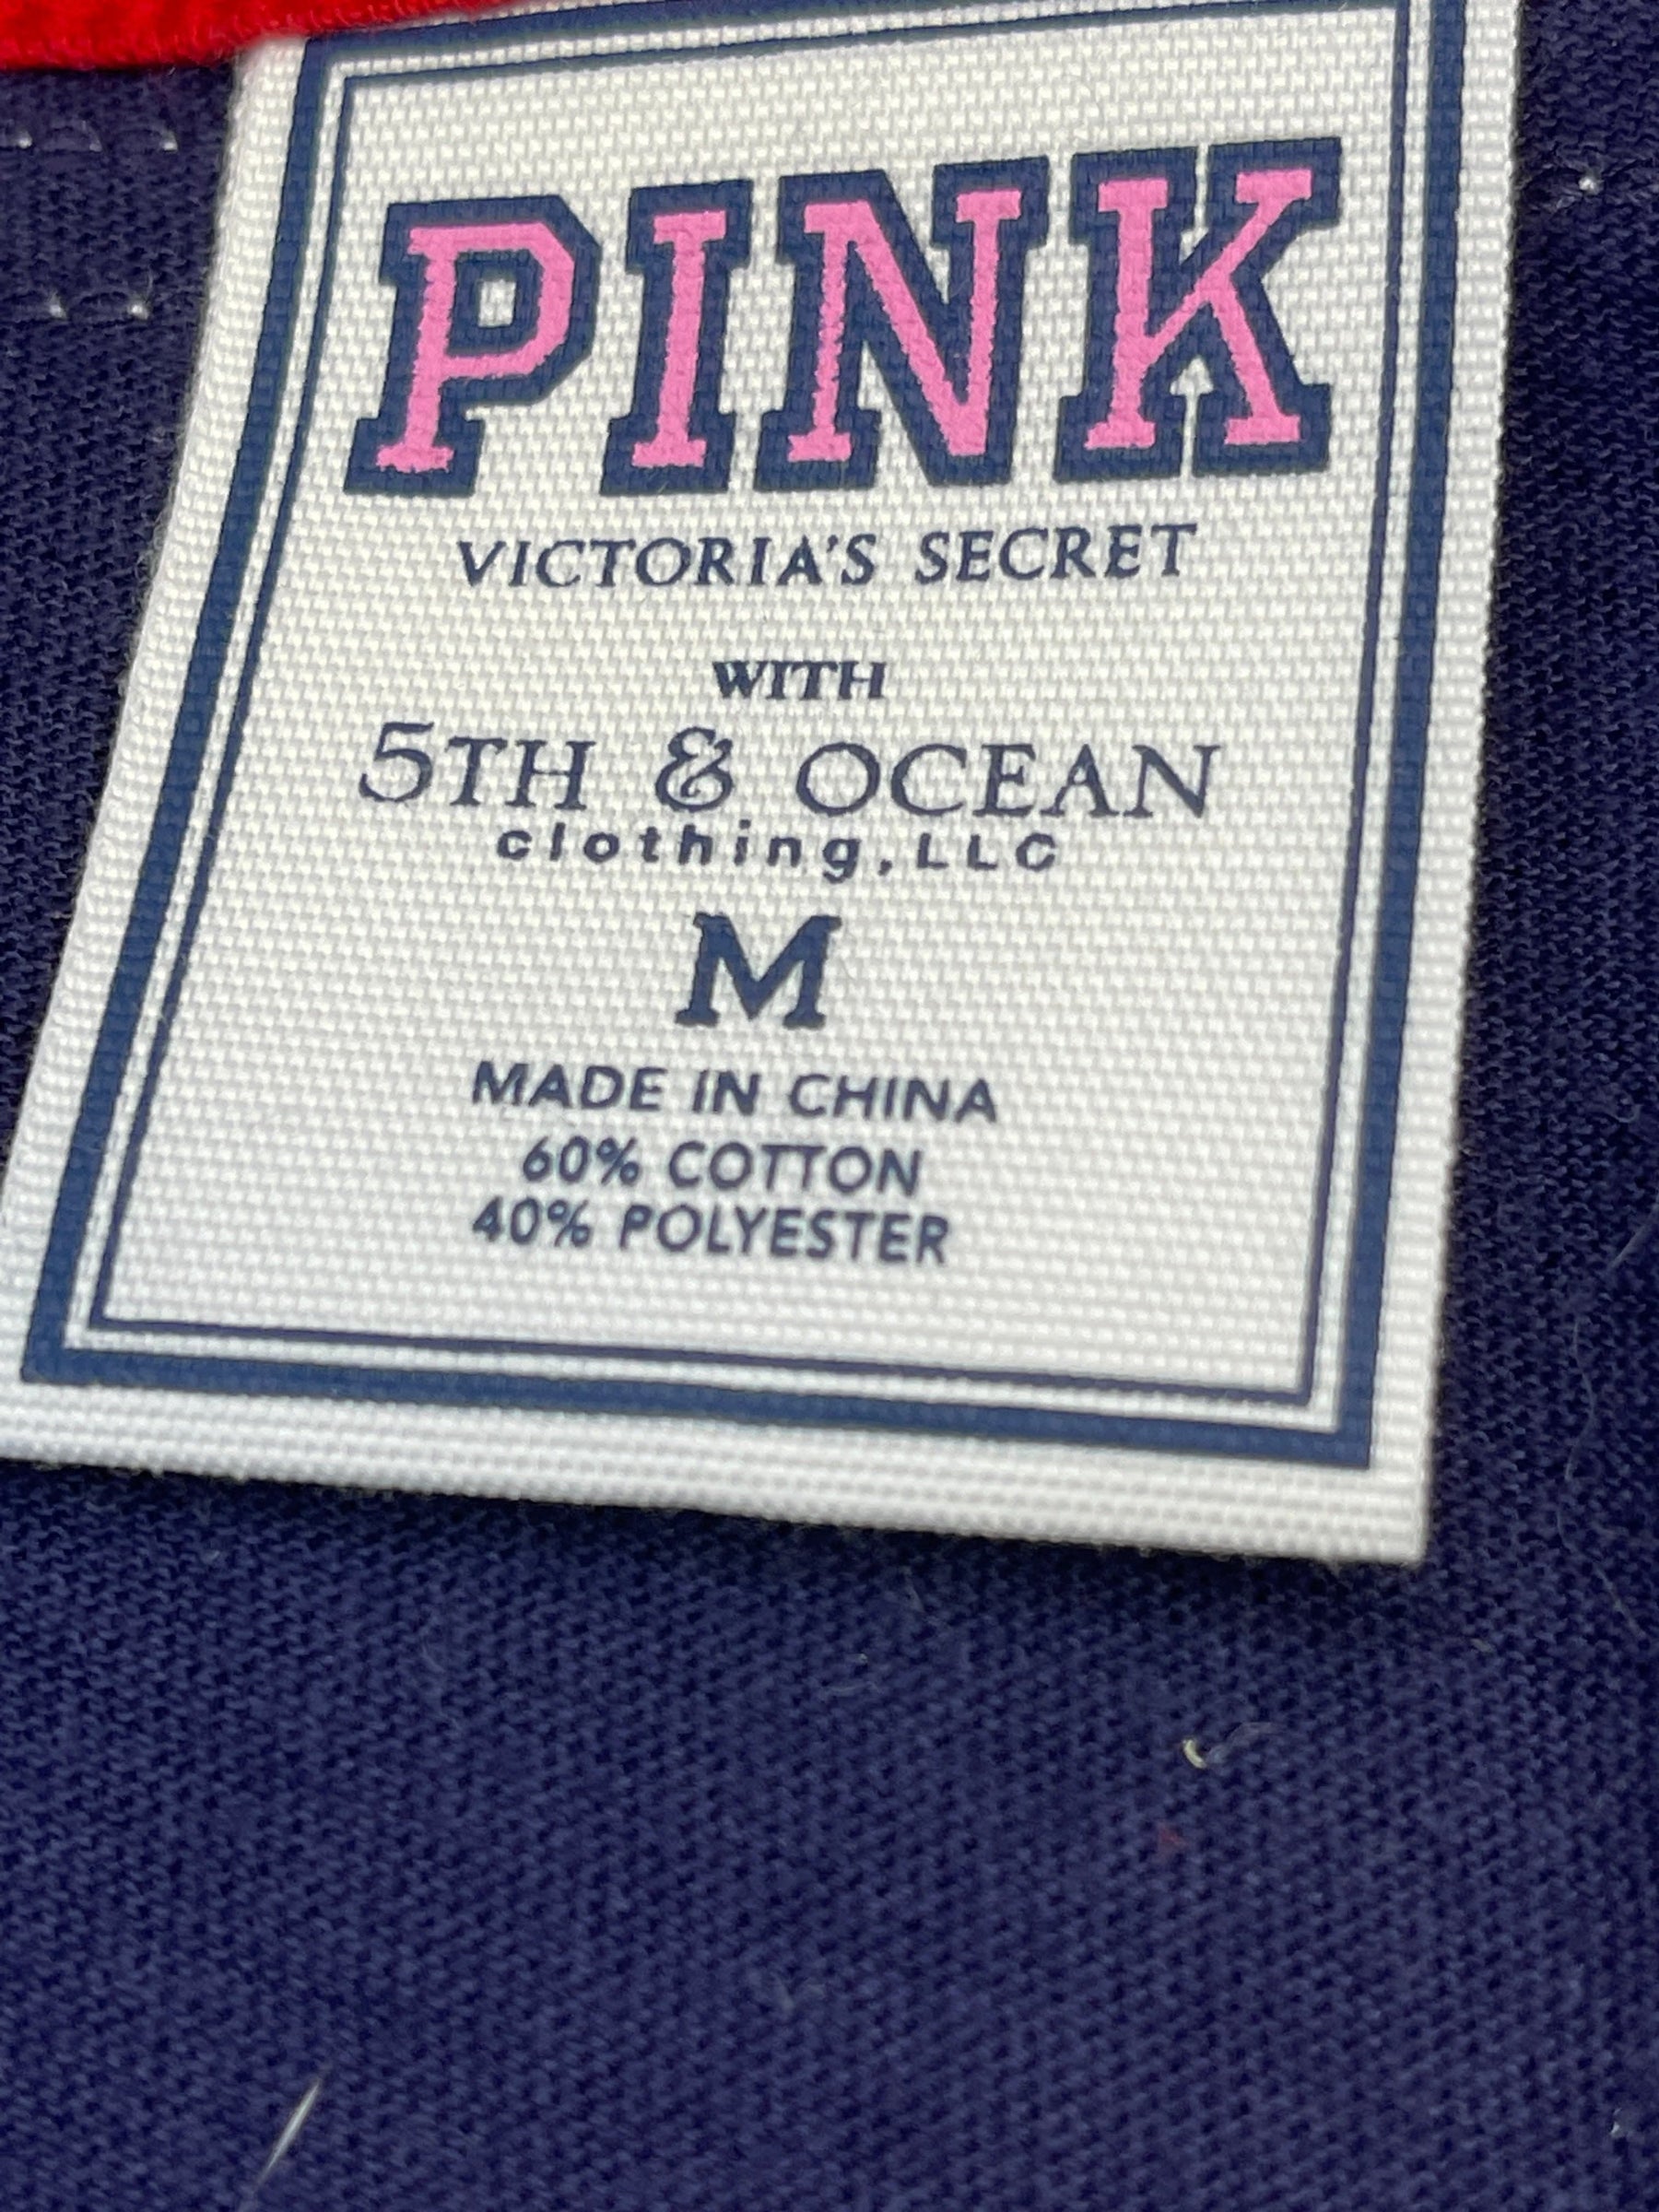 PINK
VICTORIA'S SECRET
WITH
5TH & OCEAN
clothing, LLC
M
MADE IN CHINA
60% COTTON
40% POLYESTER